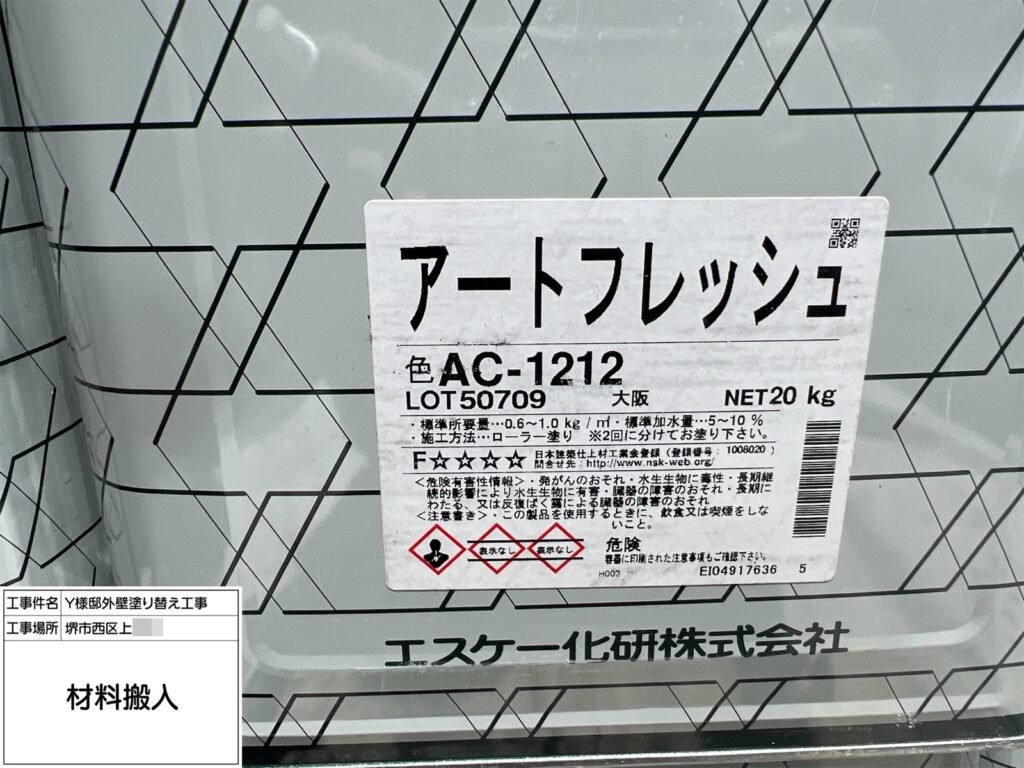 アートフレッシュ
色 AC-1212
LOT 50709 大阪 NET 20 kg
・標準所要量…0.6～1.0 kg / ㎡・標準加水量…5～10 %
・施工方法…ローラー塗り ※2回に分けてお塗り下さい。
F☆☆☆☆ 日本建築仕上材工業会登録 (登録番号：1008020 )
問合せ先：http://www.nsk-web.org/
＜危険有害性情報＞・発がんのおそれ・水生生物に毒性・長期継
続的影響により水生生物に有害・臓器の障害のおそれ・長期に
わたる、又は反復ばく露による臓器の障害のおそれ
＜注意書き＞・この製品を使用するときに、飲食又は喫煙をしな
いこと。
表示なし 表示なし 危険
容器に印刷された注意事項もご確認下さい。
H003 EI04917636 5
エスケー化研株式会社
工事件名 Y様邸外壁塗り替え工事
工事場所 堺市西区上
材料搬入